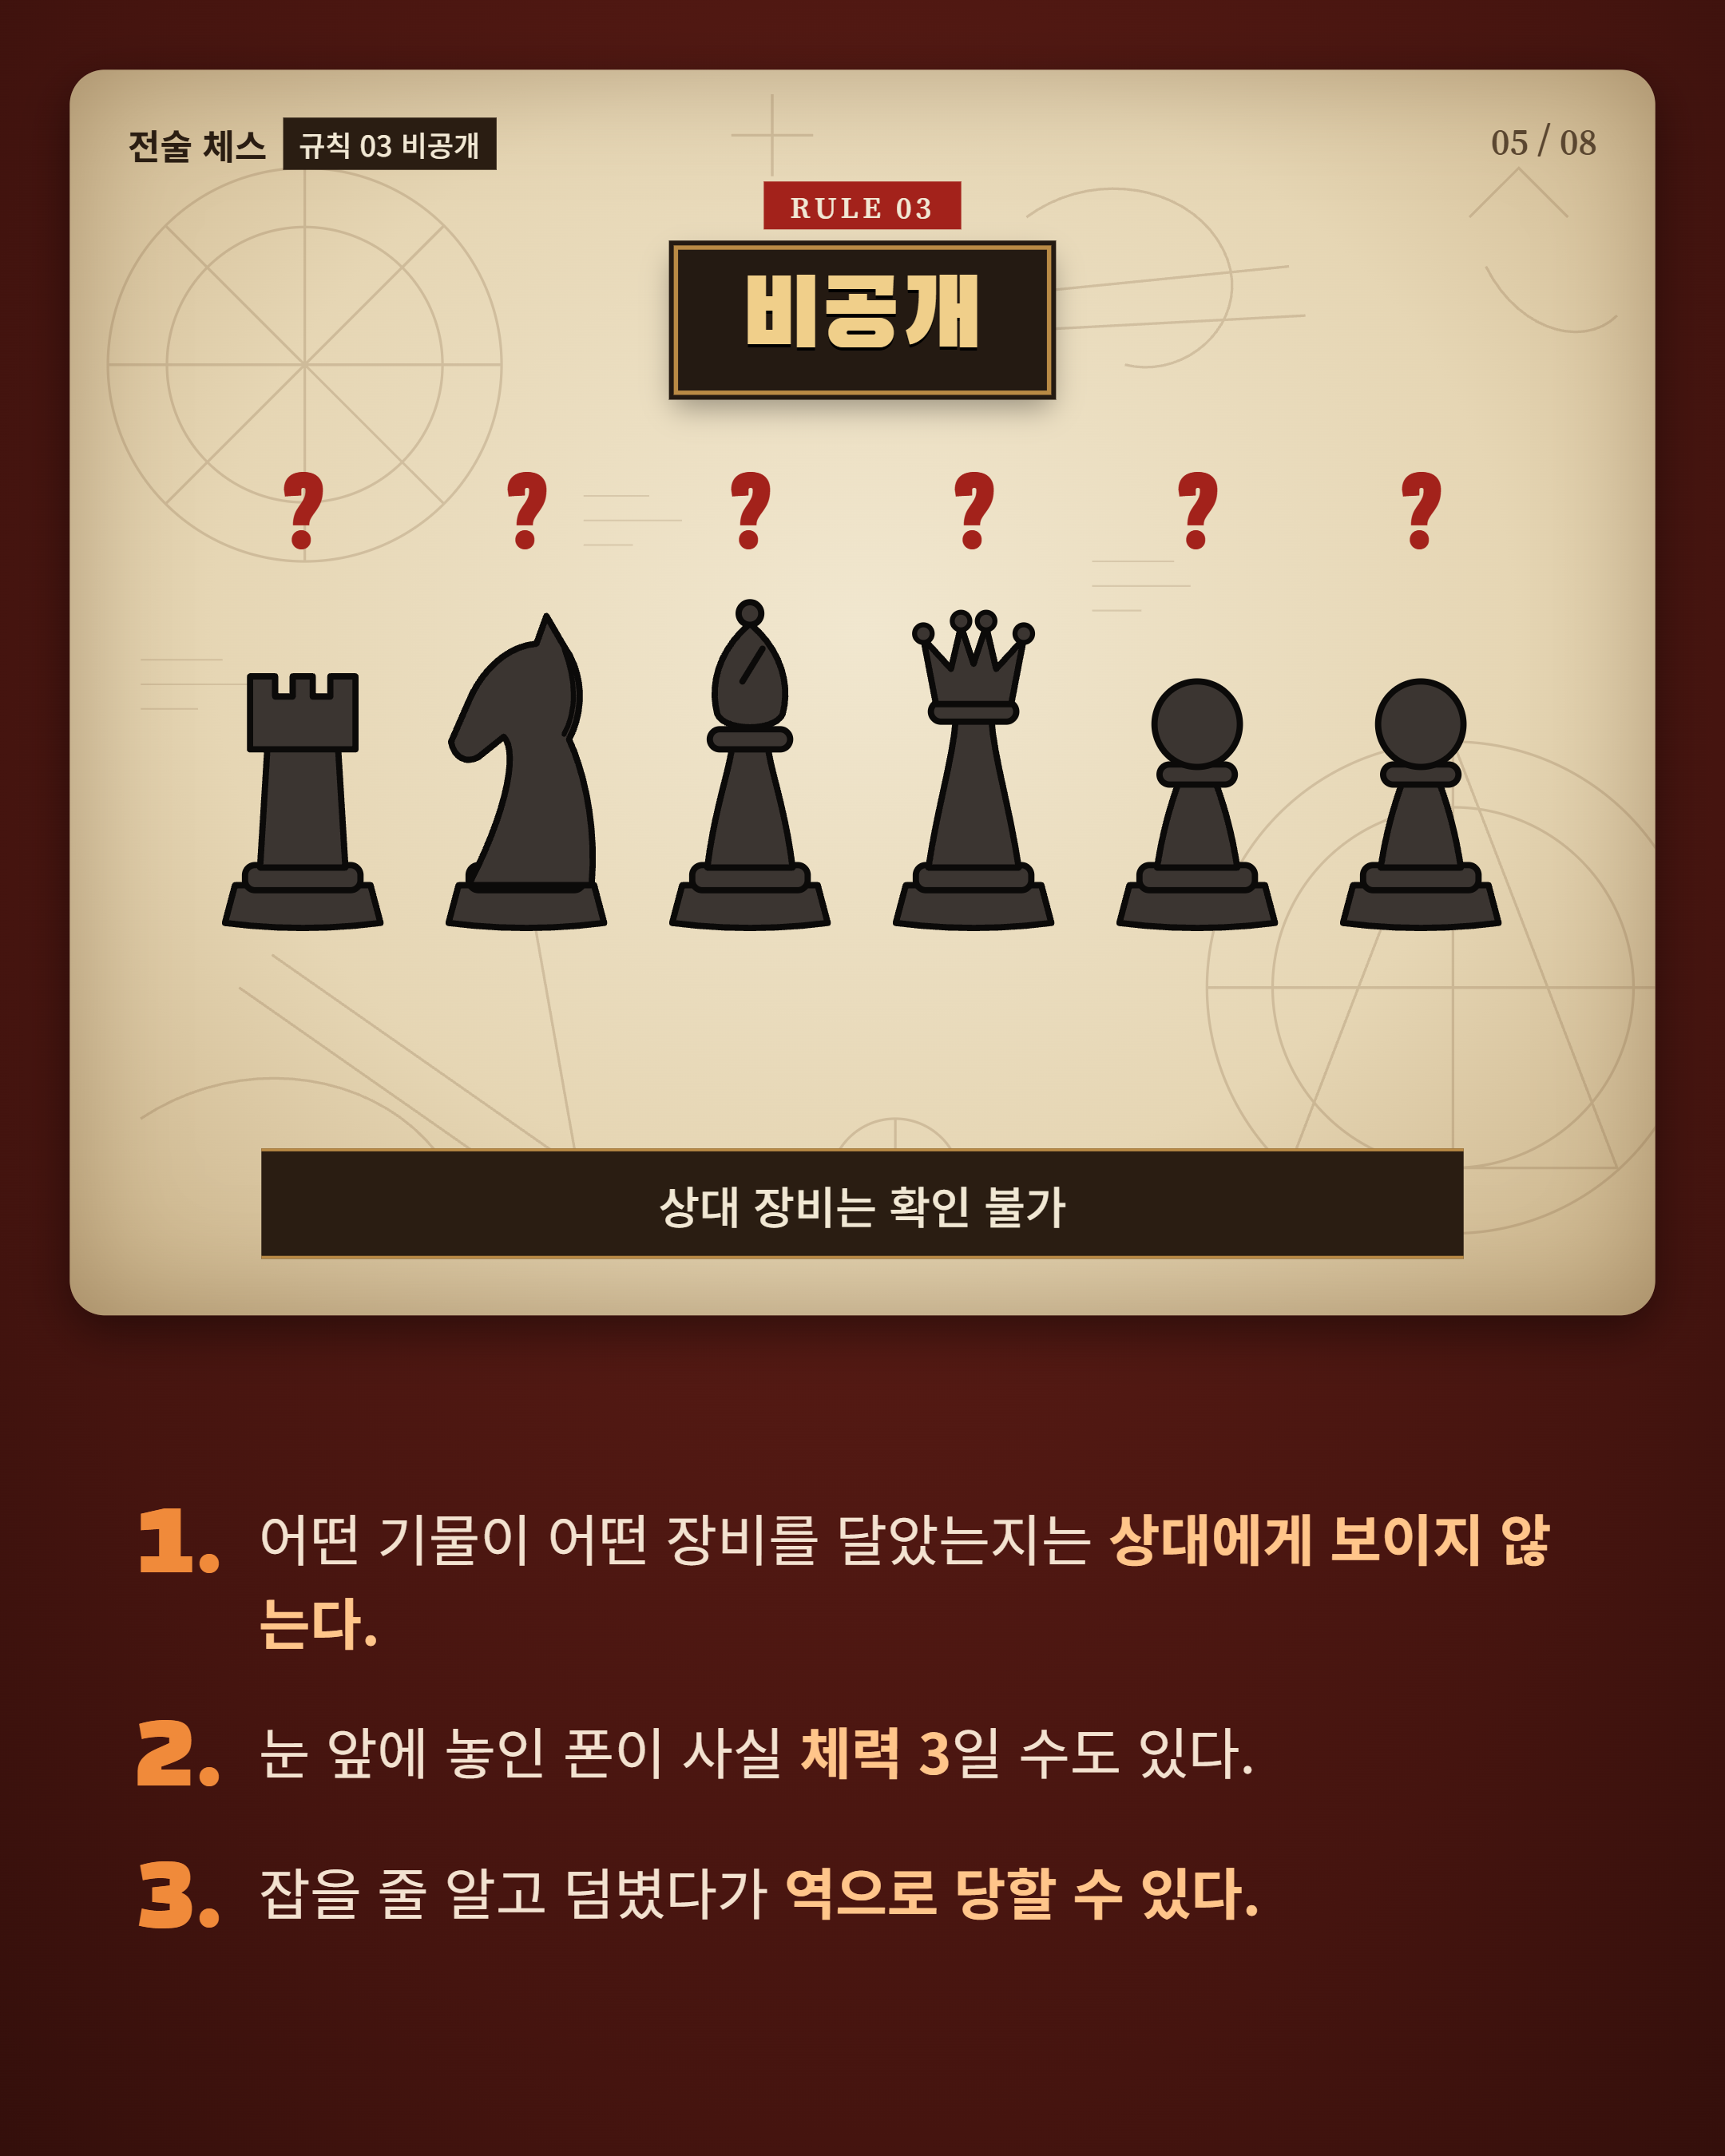 전술 체스 규칙 03 비공개
05 / 08
RULE 03
비공개
? ? ? ? ? ?
상대 장비는 확인 불가
1. 어떤 기물이 어떤 장비를 달았는지는 상대에게 보이지 않
는다.
2. 눈 앞에 놓인 폰이 사실 체력 3일 수도 있다.
3. 잡을 줄 알고 덤볐다가 역으로 당할 수 있다.